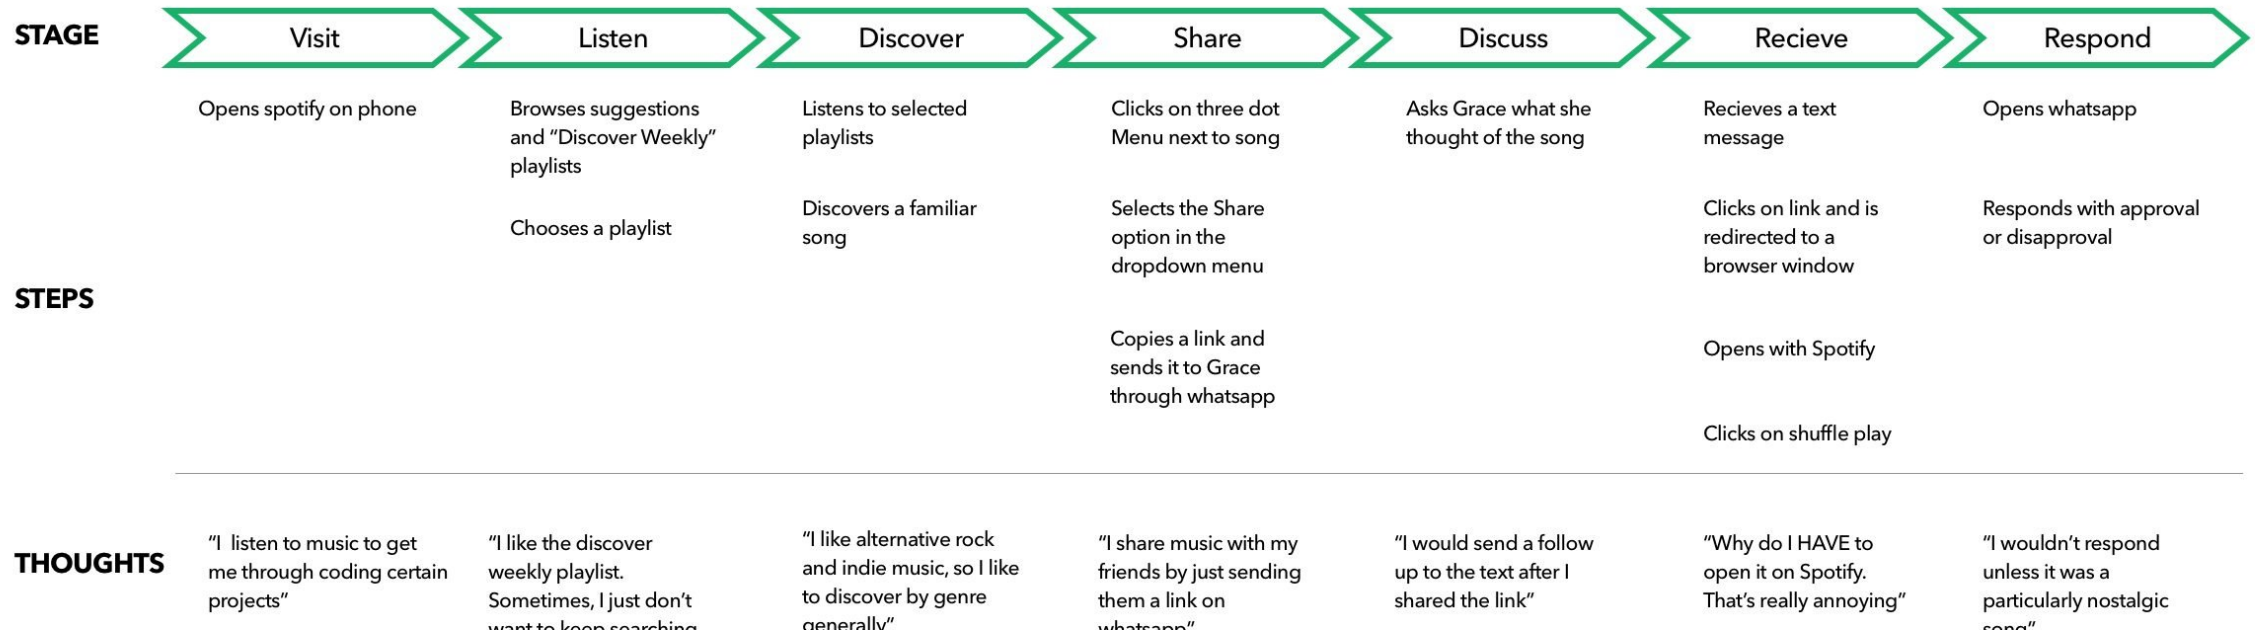 STAGE
Visit
Listen
Discover
Share
Discuss
Recieve
Respond
STEPS
Opens spotify on phone
Browses suggestions
and “Discover Weekly”
playlists
Chooses a playlist
Listens to selected
playlists
Discovers a familiar
song
Clicks on three dot
Menu next to song
Selects the Share
option in the
dropdown menu
Copies a link and
sends it to Grace
through whatsapp
Asks Grace what she
thought of the song
Recieves a text
message
Clicks on link and is
redirected to a
browser window
Opens with Spotify
Clicks on shuffle play
Opens whatsapp
Responds with approval
or disapproval
THOUGHTS
“I listen to music to get
me through coding certain
projects”
“I like the discover
weekly playlist.
Sometimes, I just don’t
want to keep searching
“I like alternative rock
and indie music, so I like
to discover by genre
generally”
“I share music with my
friends by just sending
them a link on
whatsapp”
“I would send a follow
up to the text after I
shared the link”
“Why do I HAVE to
open it on Spotify.
That’s really annoying”
“I wouldn’t respond
unless it was a
particularly nostalgic
song”